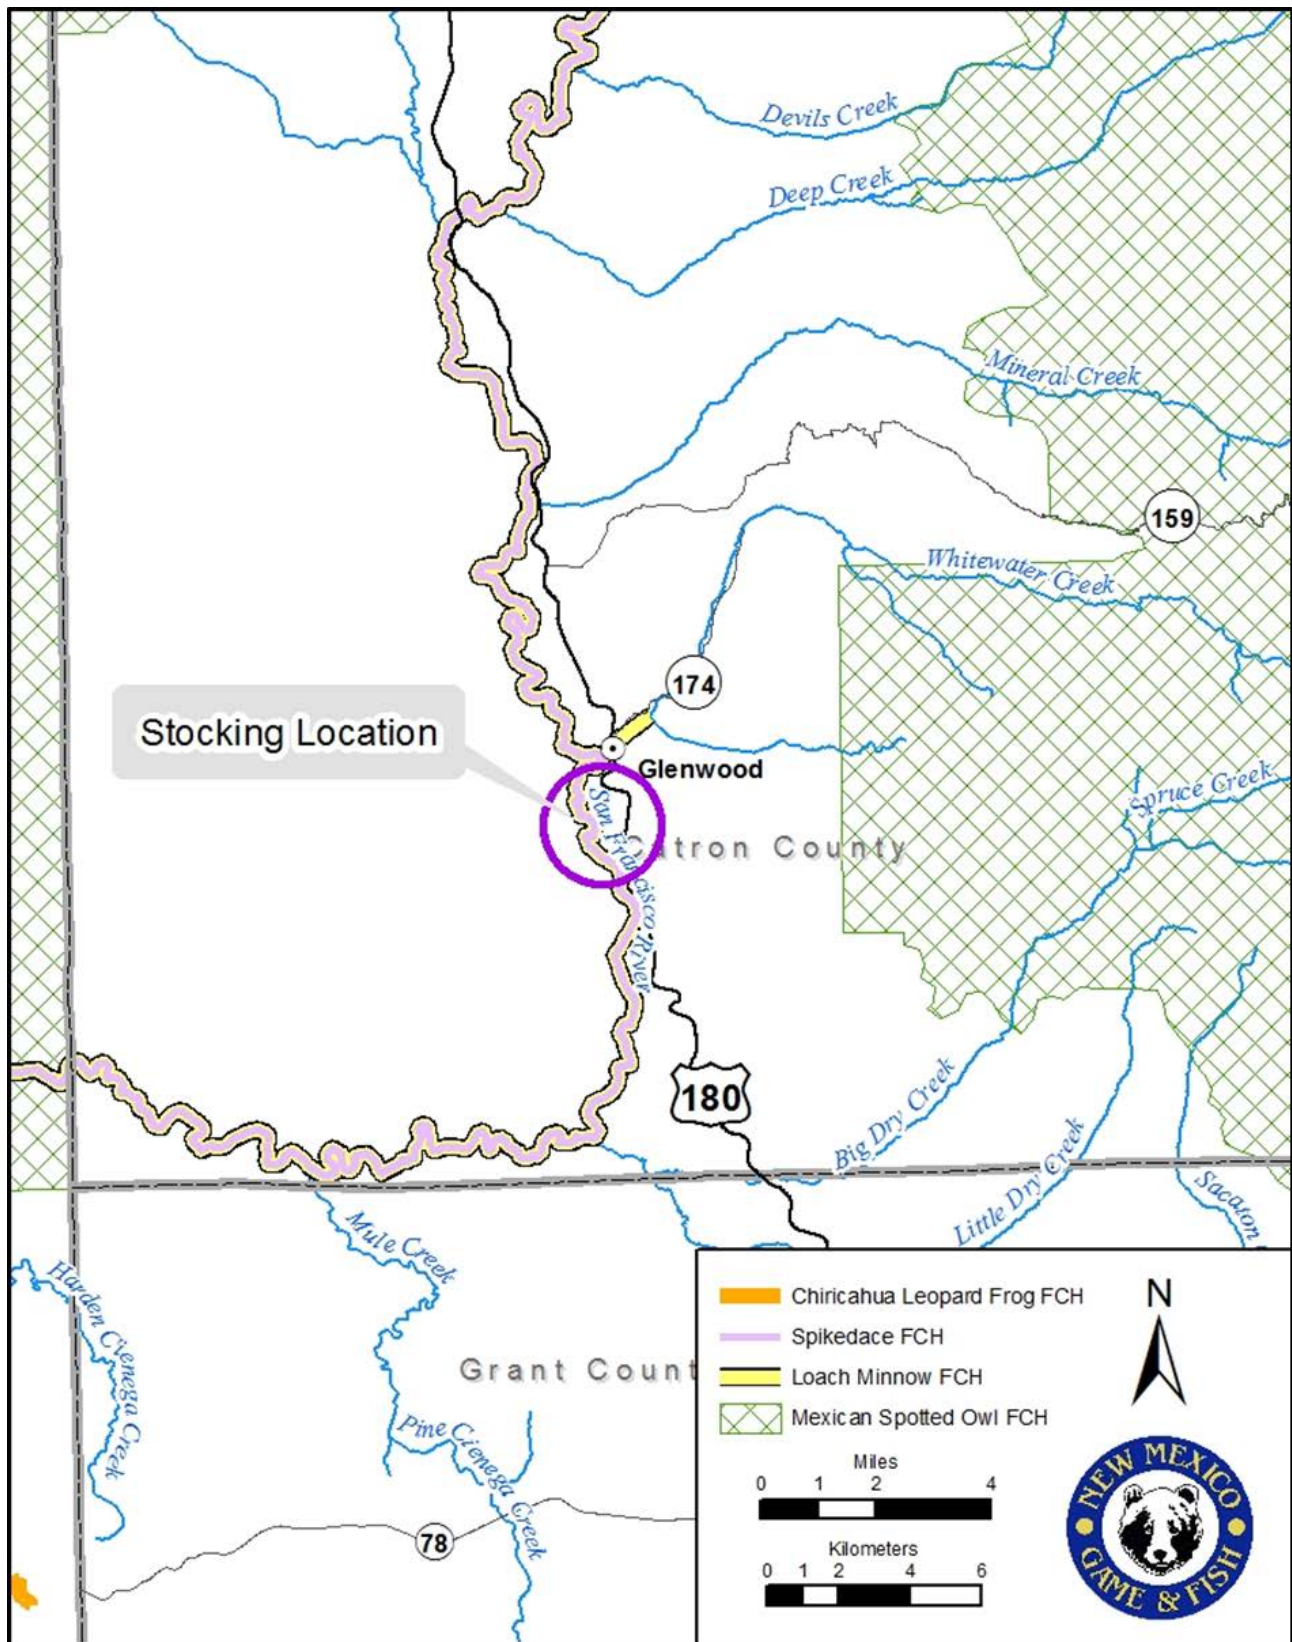 Devils Creek
Deep Creek
Mineral Creek
159
Whitewater Creek
174
Stocking Location
Glenwood
Spruce Creek
San Francisco River
Catron County
180
Big Dry Creek
Little Dry Creek
Sacaton
Mule Creek
Harden Cienega Creek
Grant Count
Pine Cienega Creek
78
Chiricahua Leopard Frog FCH
Spikedace FCH
Loach Minnow FCH
Mexican Spotted Owl FCH
N
Miles
0 1 2 4
Kilometers
0 1 2 4 6
NEW MEXICO
GAME & FISH